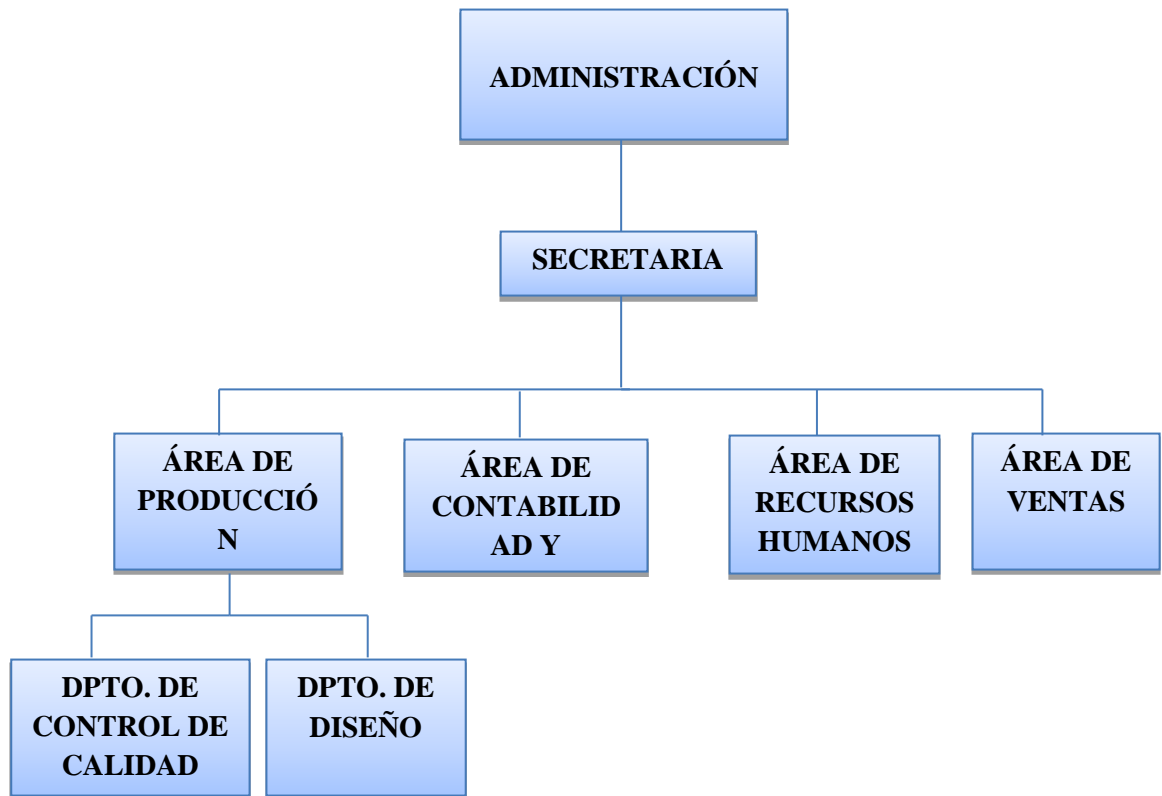 ADMINISTRACIÓN
SECRETARIA
ÁREA DE
PRODUCCIÓ
N
ÁREA DE
CONTABILID
AD Y
ÁREA DE
RECURSOS
HUMANOS
ÁREA DE
VENTAS
DPTO. DE
CONTROL DE
CALIDAD
DPTO. DE
DISEÑO